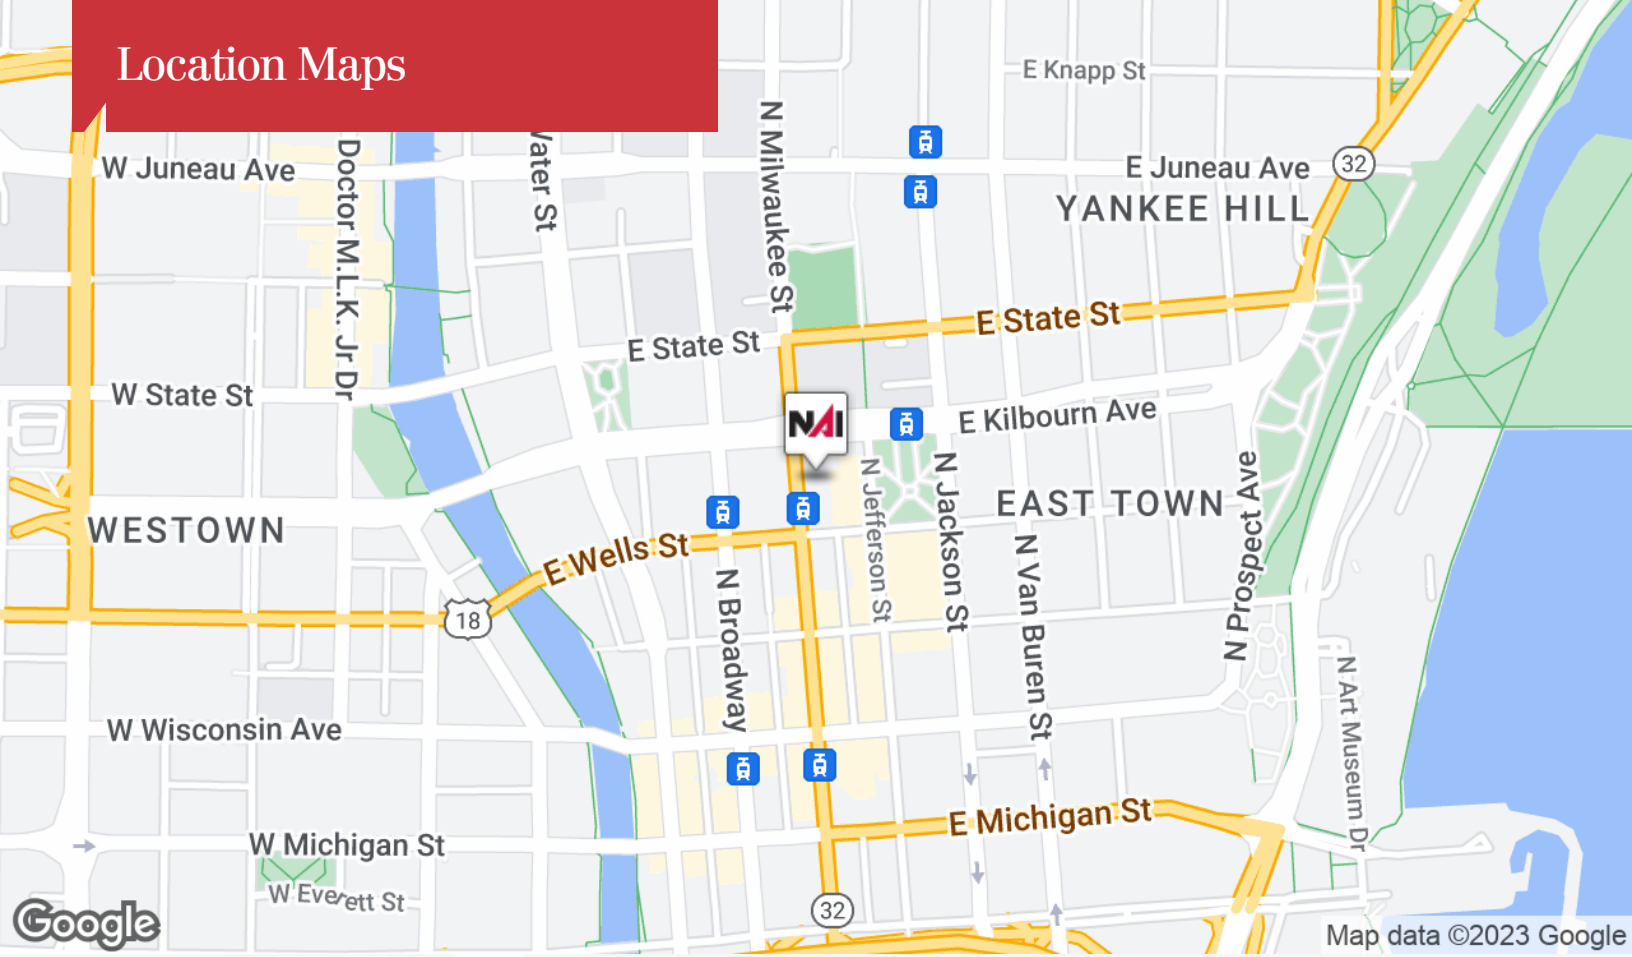 Location Maps
E Knapp St
N Milwaukee St
Water St
Doctor M.L.K. Jr Dr
W Juneau Ave
E Juneau Ave
32
YANKEE HILL
E State St
E State St
W State St
NAI
E Kilbourn Ave
N Jefferson St
N Jackson St
EAST TOWN
N Prospect Ave
WESTOWN
E Wells St
N Van Buren St
N Broadway
18
N Art Museum Dr
W Wisconsin Ave
E Michigan St
W Michigan St
W Everett St
32
Google
Map data ©2023 Google